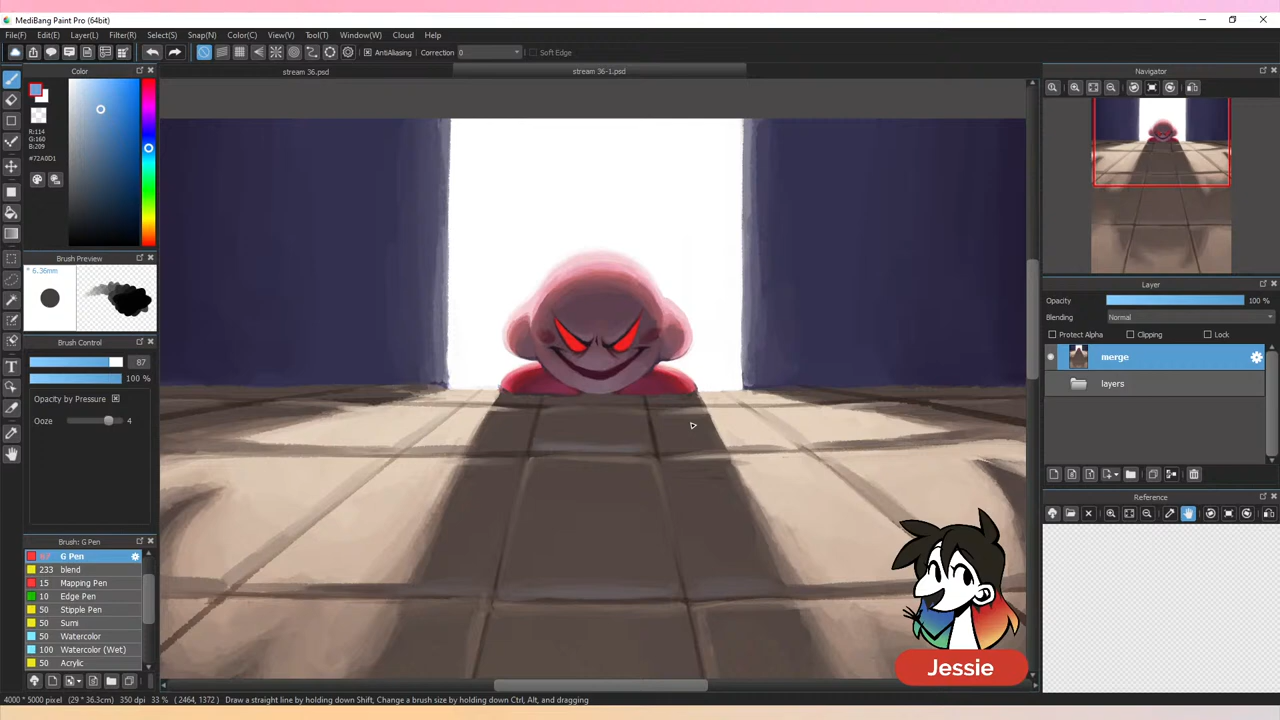 MediBang Paint Pro (64bit)
File(F) Edit(E) Layer(L) Filter(R) Select(S) Snap(N) Color(C) View(V) Tool(T) Window(W) Cloud Help
AntiAliasing Correction 0 Soft Edge
Color
stream 36.psd
stream 36-1.psd
Navigator
R:114
G:160
B:209
#72A0D1
Brush Preview
* 6.36mm
Layer
Opacity 100 %
Blending Normal
Protect Alpha Clipping Lock
merge
layers
Brush Control
87
100 %
Opacity by Pressure
Ooze 4
Reference
Brush: G Pen
87 G Pen
233 blend
15 Mapping Pen
10 Edge Pen
50 Stipple Pen
50 Sumi
50 Watercolor
100 Watercolor (Wet)
50 Acrylic
Jessie
4000 * 5000 pixel (29 * 36.3cm) 350 dpi 33 % ( 2464, 1372 ) Draw a straight line by holding down Shift, Change a brush size by holding down Ctrl, Alt, and dragging